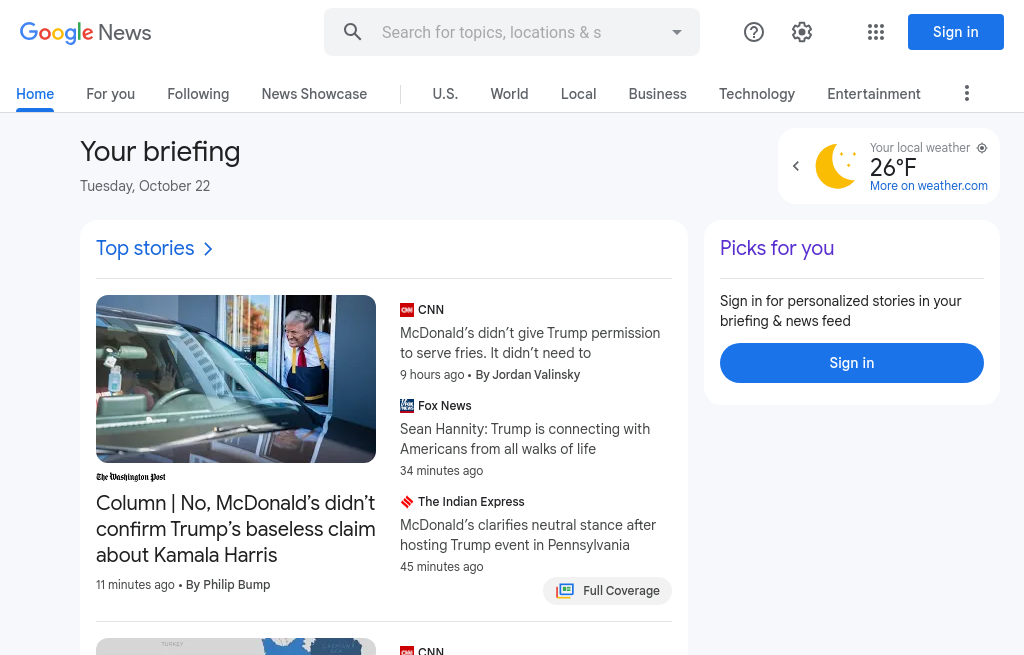 Google News
Search for topics, locations & s
Sign in
Home
For you
Following
News Showcase
U.S.
World
Local
Business
Technology
Entertainment
Your briefing
Tuesday, October 22
Your local weather
26°F
More on weather.com
Top stories
The Washington Post
Column | No, McDonald’s didn’t
confirm Trump’s baseless claim
about Kamala Harris
11 minutes ago • By Philip Bump
CNN
McDonald’s didn’t give Trump permission
to serve fries. It didn’t need to
9 hours ago • By Jordan Valinsky
Fox News
Sean Hannity: Trump is connecting with
Americans from all walks of life
34 minutes ago
The Indian Express
McDonald’s clarifies neutral stance after
hosting Trump event in Pennsylvania
45 minutes ago
Full Coverage
Picks for you
Sign in for personalized stories in your
briefing & news feed
Sign in
TURKEY
CNN